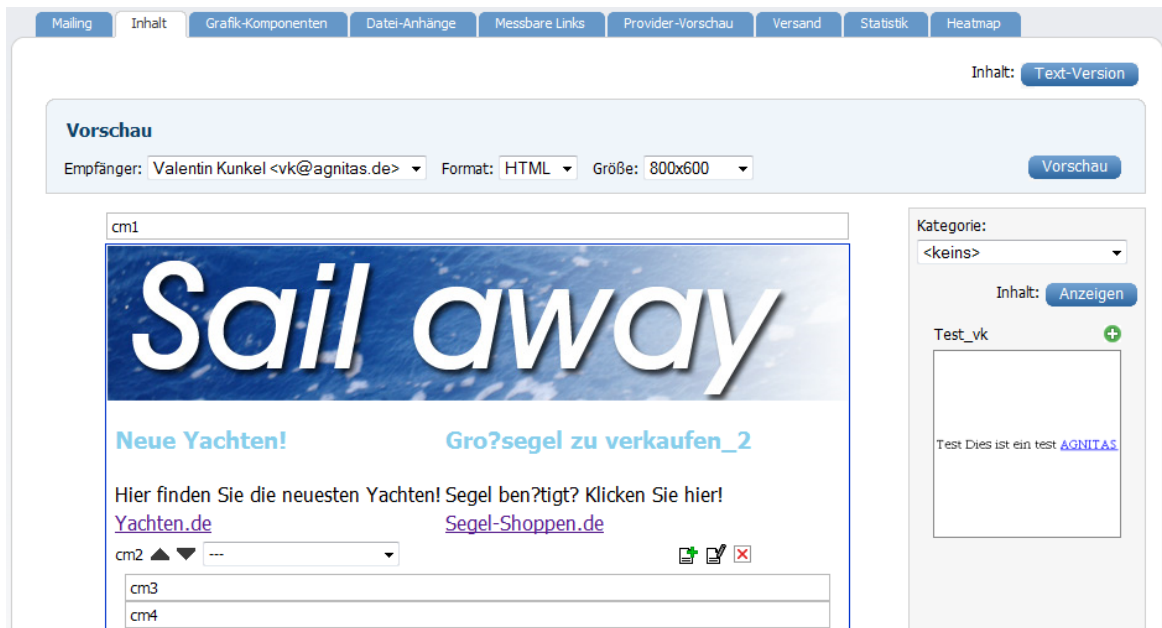 Mailing Inhalt Grafik-Komponenten Datei-Anhänge Messbare Links Provider-Vorschau Versand Statistik Heatmap
Inhalt: Text-Version
Vorschau
Empfänger: Valentin Kunkel <vk@agnitas.de> Format: HTML Größe: 800x600 Vorschau
cm1
Sail away
Neue Yachten! Gro?segel zu verkaufen_2
Hier finden Sie die neuesten Yachten! Segel ben?tigt? Klicken Sie hier!
Yachten.de Segel-Shoppen.de
cm2 ---
cm3
cm4
Kategorie:
<keins>
Inhalt: Anzeigen
Test_vk
Test Dies ist ein test AGNITAS